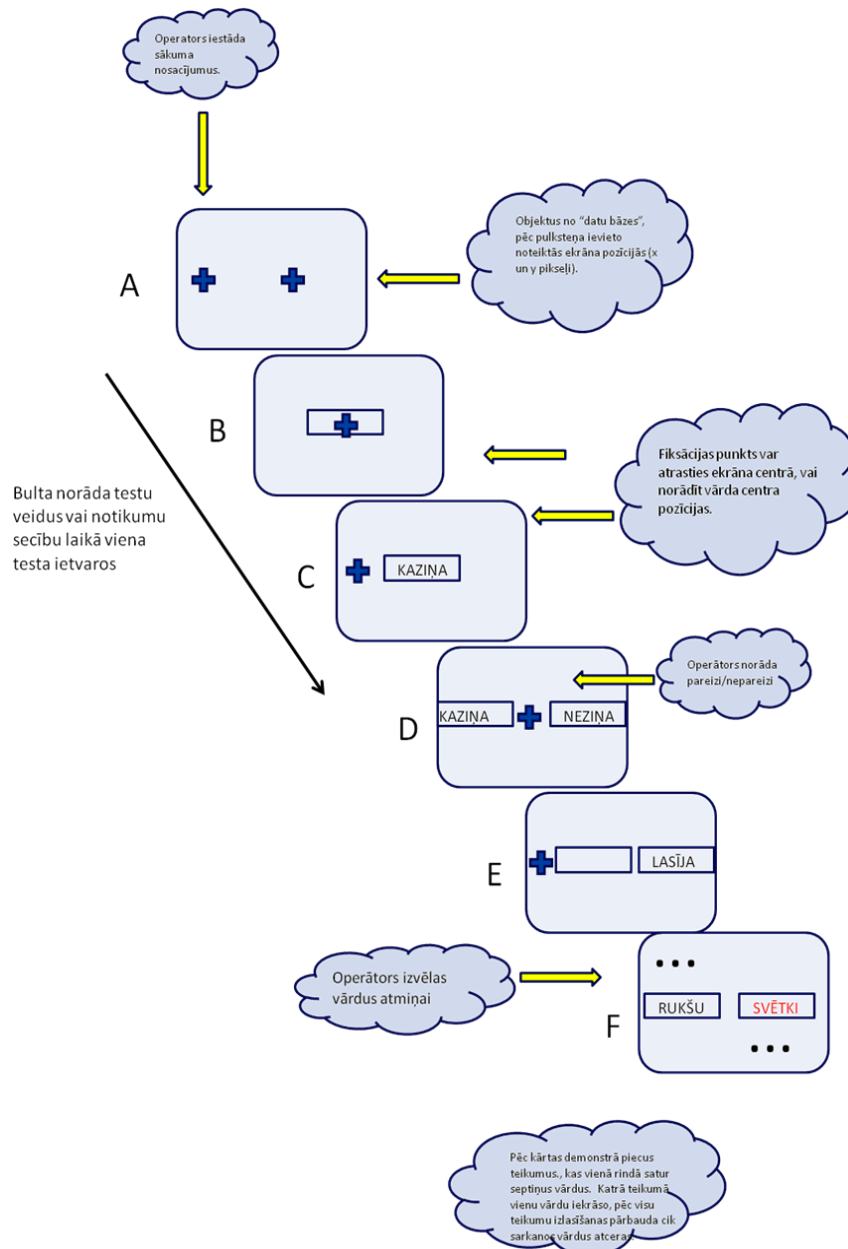 Operators iestāda
sākuma
nosacījumus.
Objektus no “datu bāzes”,
pēc pulksteņa ievieto
noteiktās ekrāna pozīcijās (x
un y pikseļi).
A
B
Fiksācijas punkts var
atrasties ekrāna centrā, vai
norādīt vārda centra
pozīcijas.
Bulta norāda testu
veidus vai notikumu
secību laikā viena
testa ietvaros
C
KAZIŅA
Operātors norāda
pareizi/nepareizi
D
KAZIŅA
NEZIŅA
E
LASĪJA
Operātors izvēlas
vārdus atmiņai
F
...
RUKŠU
SVĒTKI
...
Pēc kārtas demonstrā piecus
teikumus., kas vienā rindā satur
septiņus vārdus. Katrā teikumā
vienu vārdu iekrāso, pēc visu
teikumu izlasīšanas pārbauda cik
sarkanos vārdus atceras.